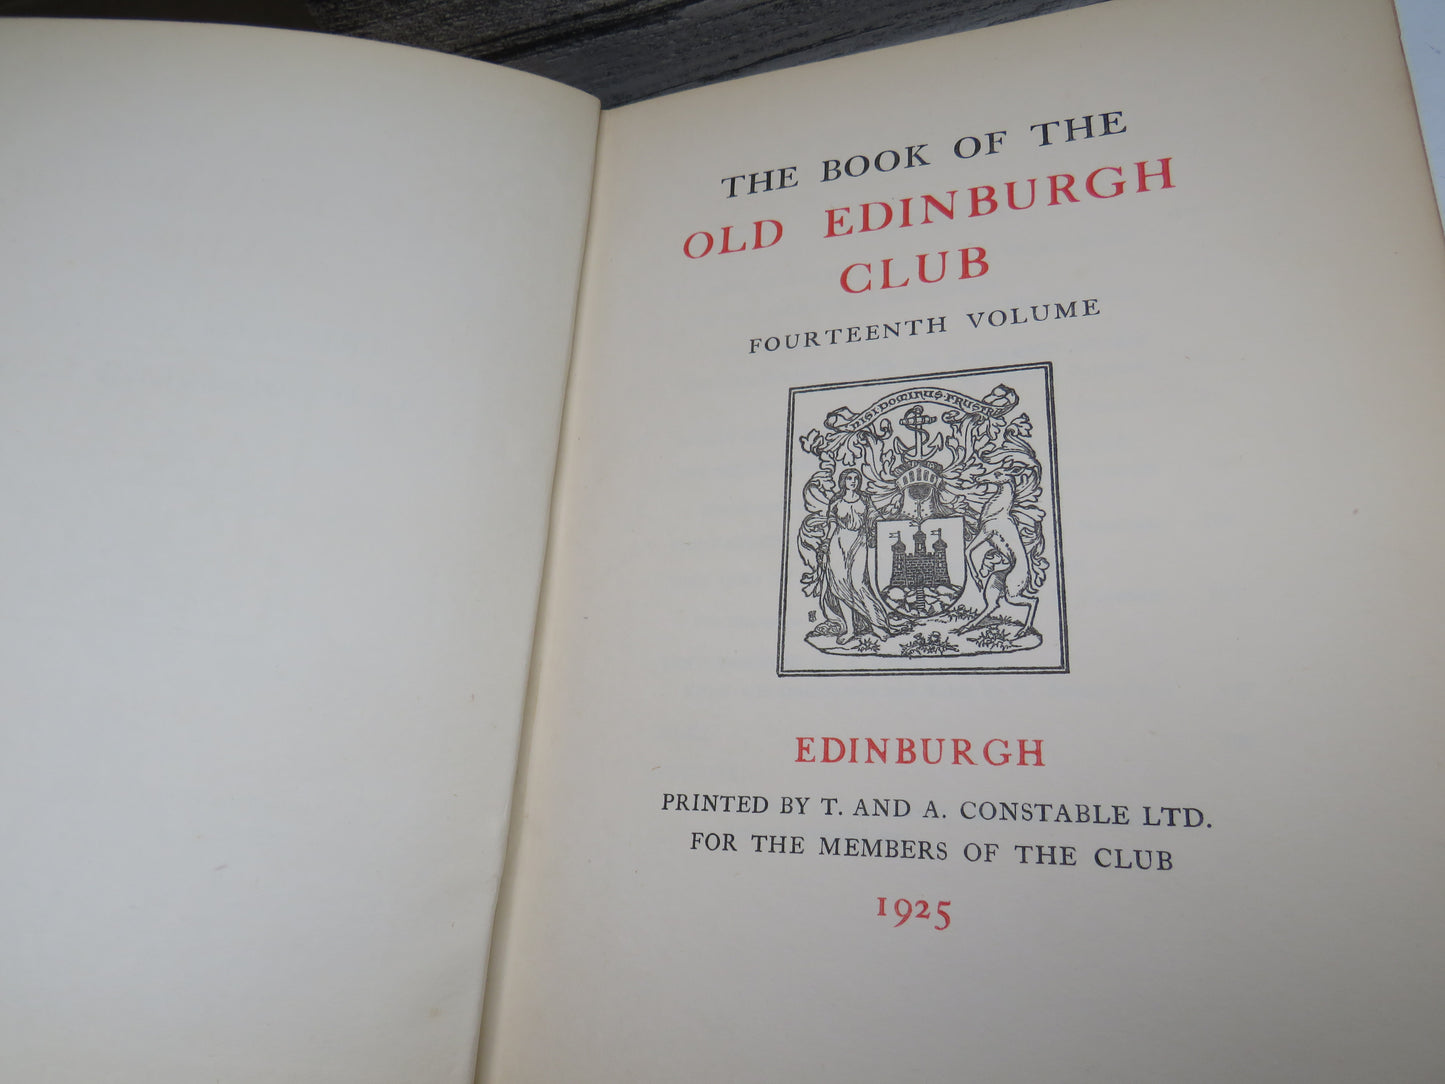 THE BOOK OF THE
OLD EDINBURGH
CLUB
FOURTEENTH VOLUME
NISI DOMINUS FRUSTRA
EDINBURGH
PRINTED BY T. AND A. CONSTABLE LTD.
FOR THE MEMBERS OF THE CLUB
1925